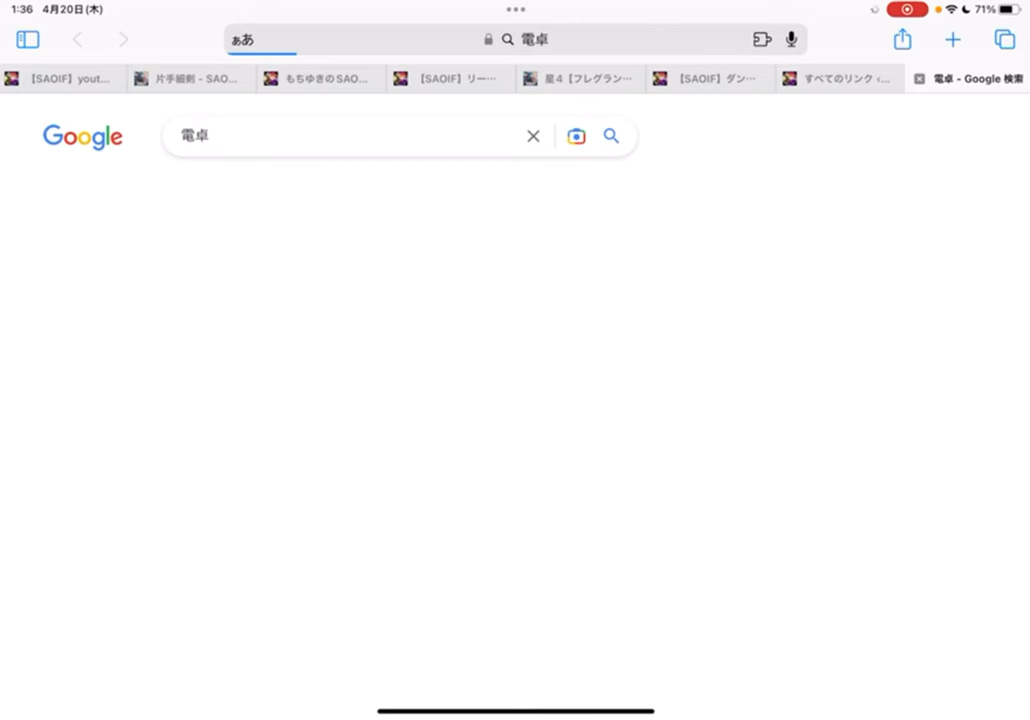 1:36 4月20日(木) 71%
ぁあ 電卓
【SAOIF】yout... 片手細剣 - SAO... もちゆきのSAO... 【SAOIF】リー… 星4【フレグラン… 【SAOIF】ダン… すべてのリンク ‹... 電卓 - Google 検索
Google 電卓